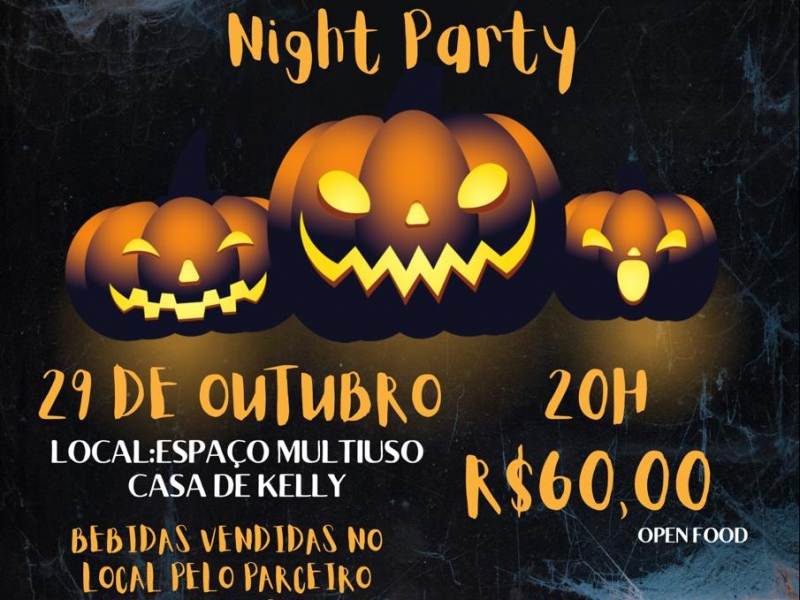 Night Party
29 DE OUTUBRO
20H
LOCAL:ESPAÇO MULTIUSO
CASA DE KELLY
R$60,00
OPEN FOOD
BEBIDAS VENDIDAS NO
LOCAL PELO PARCEIRO